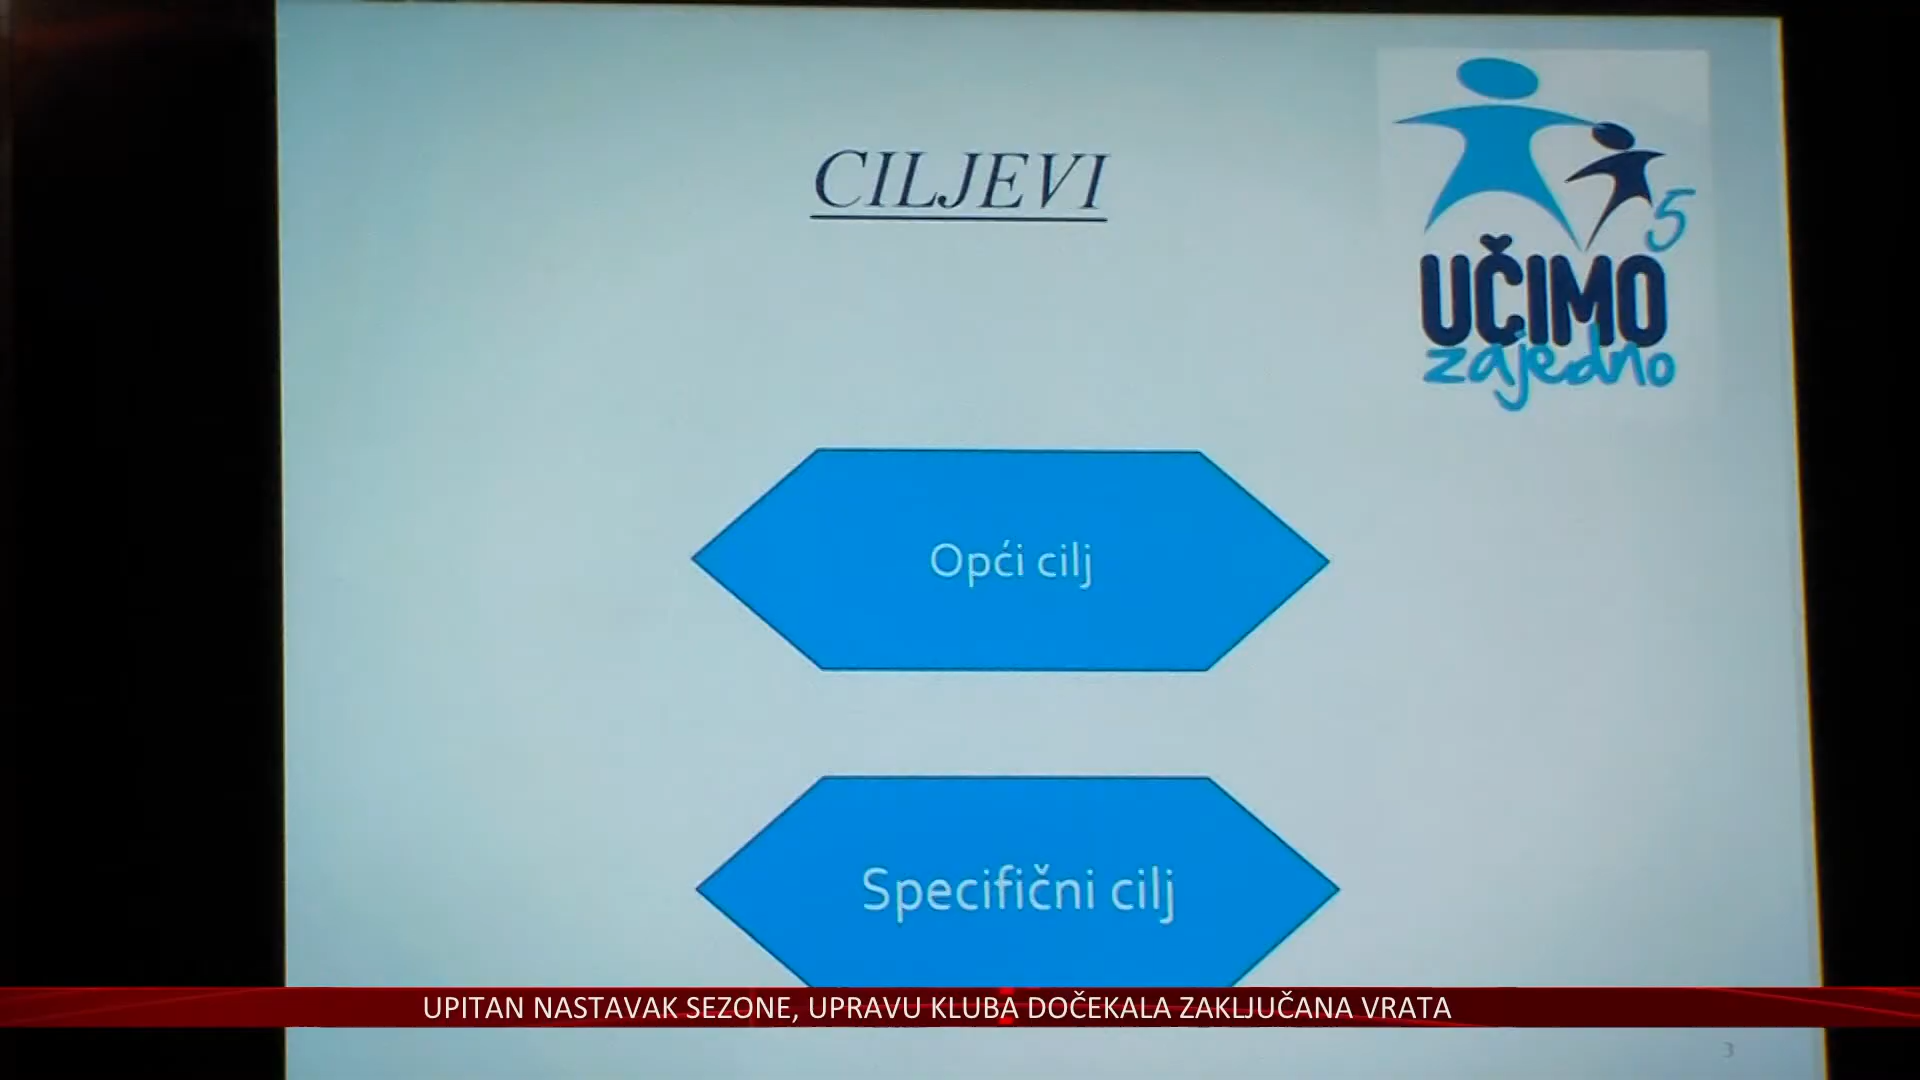 CILJEVI
5
UČIMO
zajedno
Opći cilj
Specifični cilj
UPITAN NASTAVAK SEZONE, UPRAVU KLUBA DOČEKALA ZAKLJUČANA VRATA
3